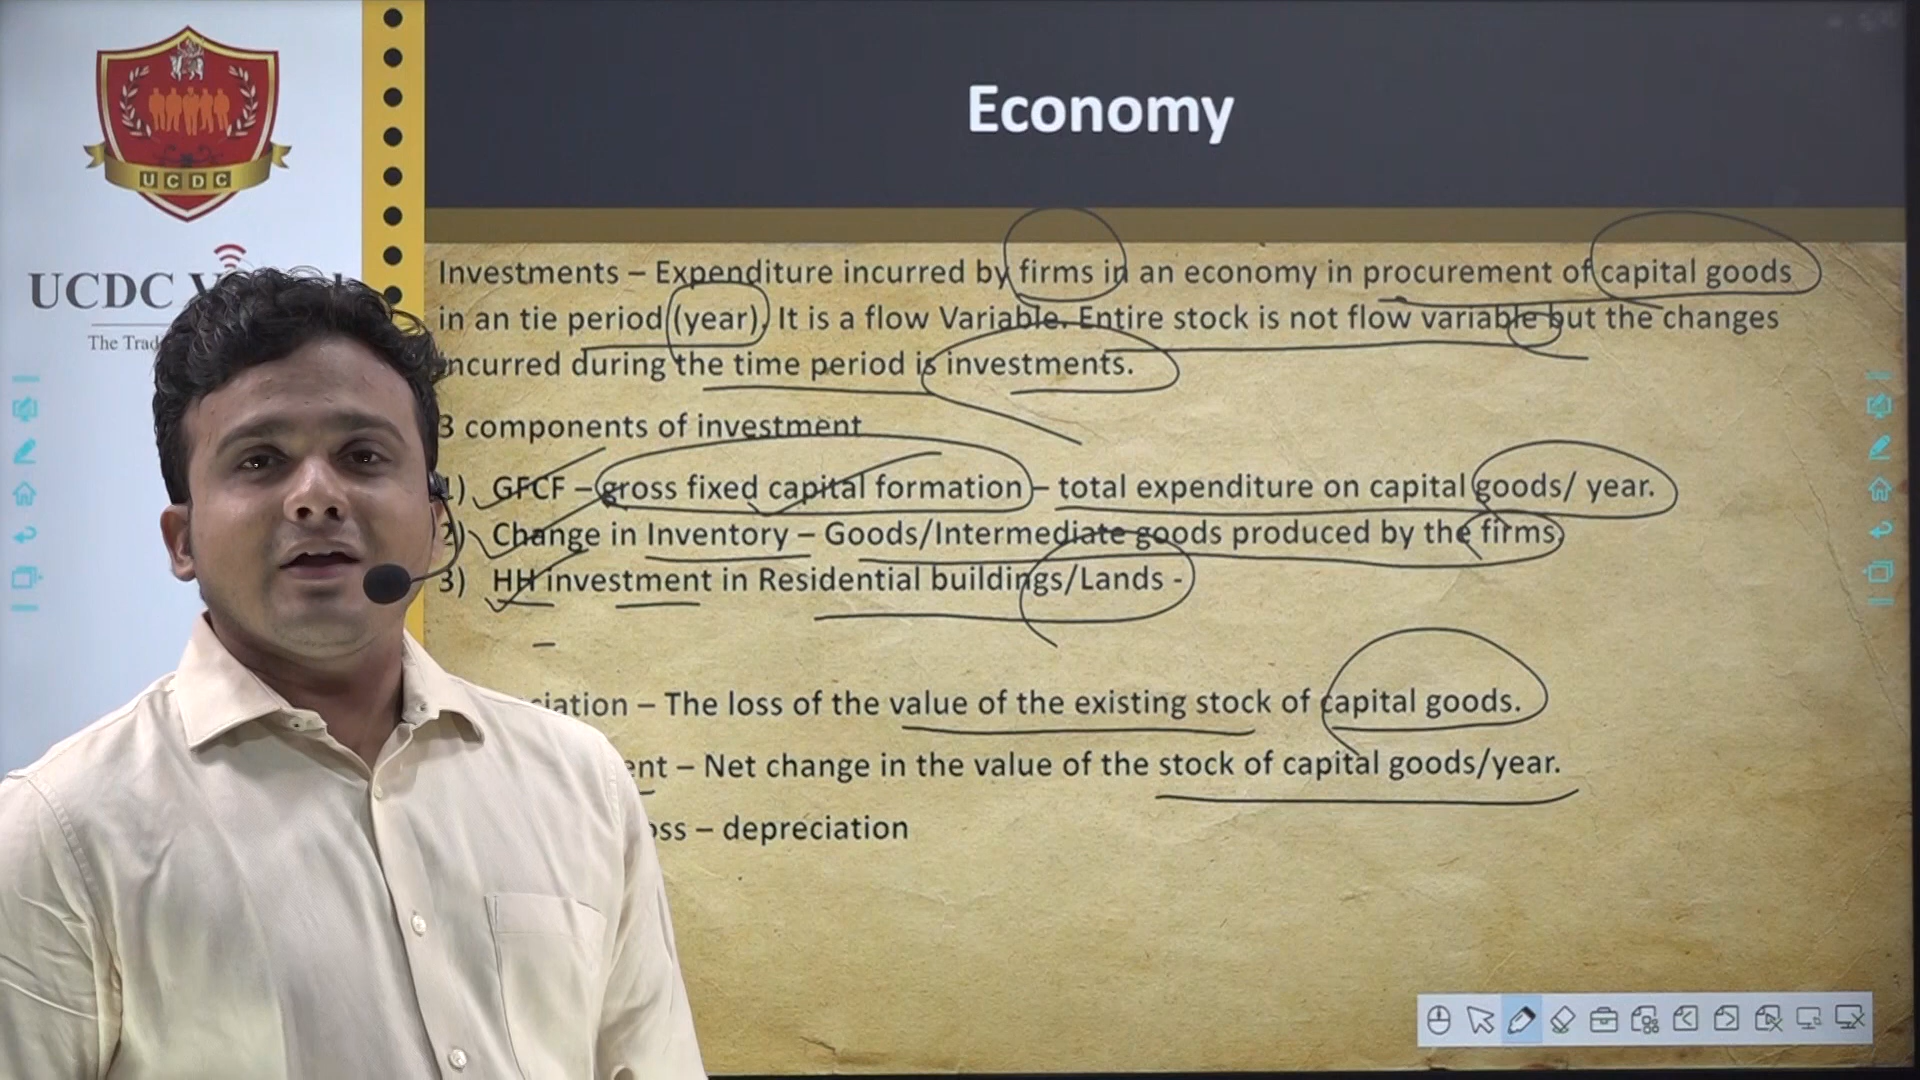 Economy
UCDC
UCDC V
The Trad
Investments – Expenditure incurred by firms in an economy in procurement of capital goods
in an tie period (year). It is a flow Variable. Entire stock is not flow variable but the changes
incurred during the time period is investments.
3 components of investment
1) GFCF – gross fixed capital formation – total expenditure on capital goods/ year.
2) Change in Inventory – Goods/Intermediate goods produced by the firms.
3) HH investment in Residential buildings/Lands -
ciation – The loss of the value of the existing stock of capital goods.
ent – Net change in the value of the stock of capital goods/year.
oss – depreciation